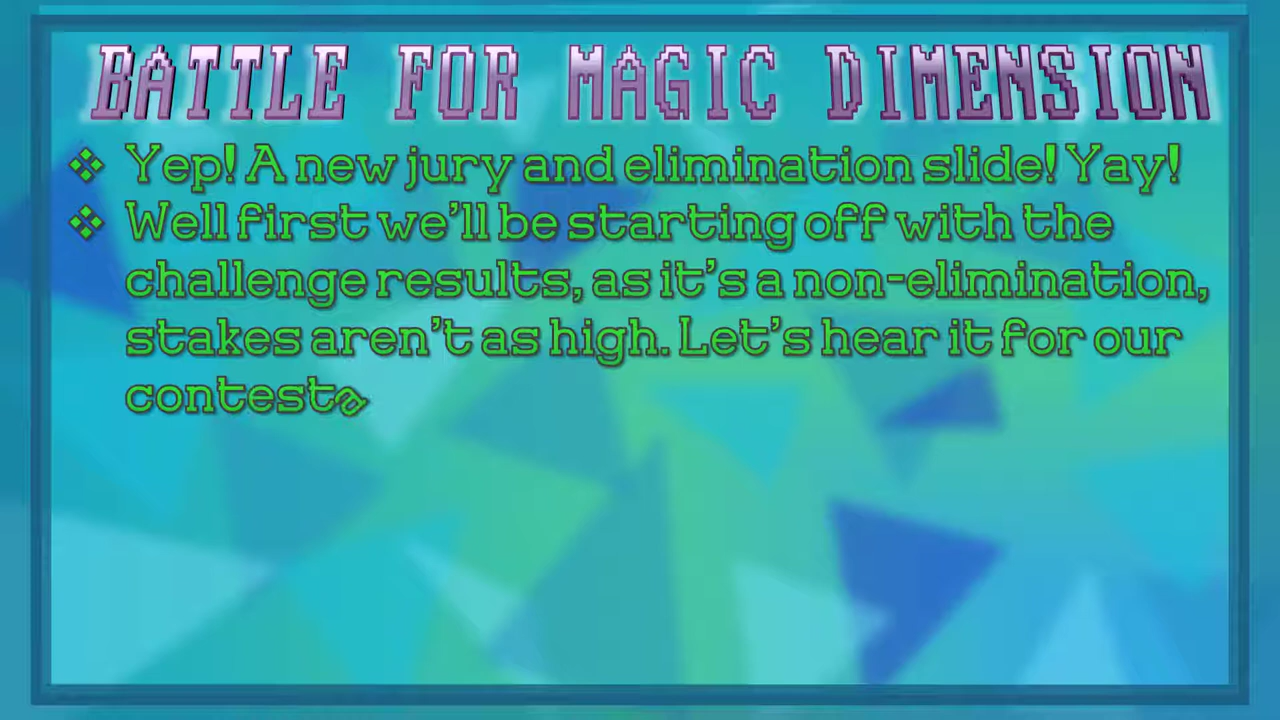 BATTLE FOR MAGIC DIMENSION
❖ Yep! A new jury and elimination slide! Yay!
❖ Well first we’ll be starting off with the
challenge results, as it’s a non-elimination,
stakes aren’t as high. Let’s hear it for our
contest